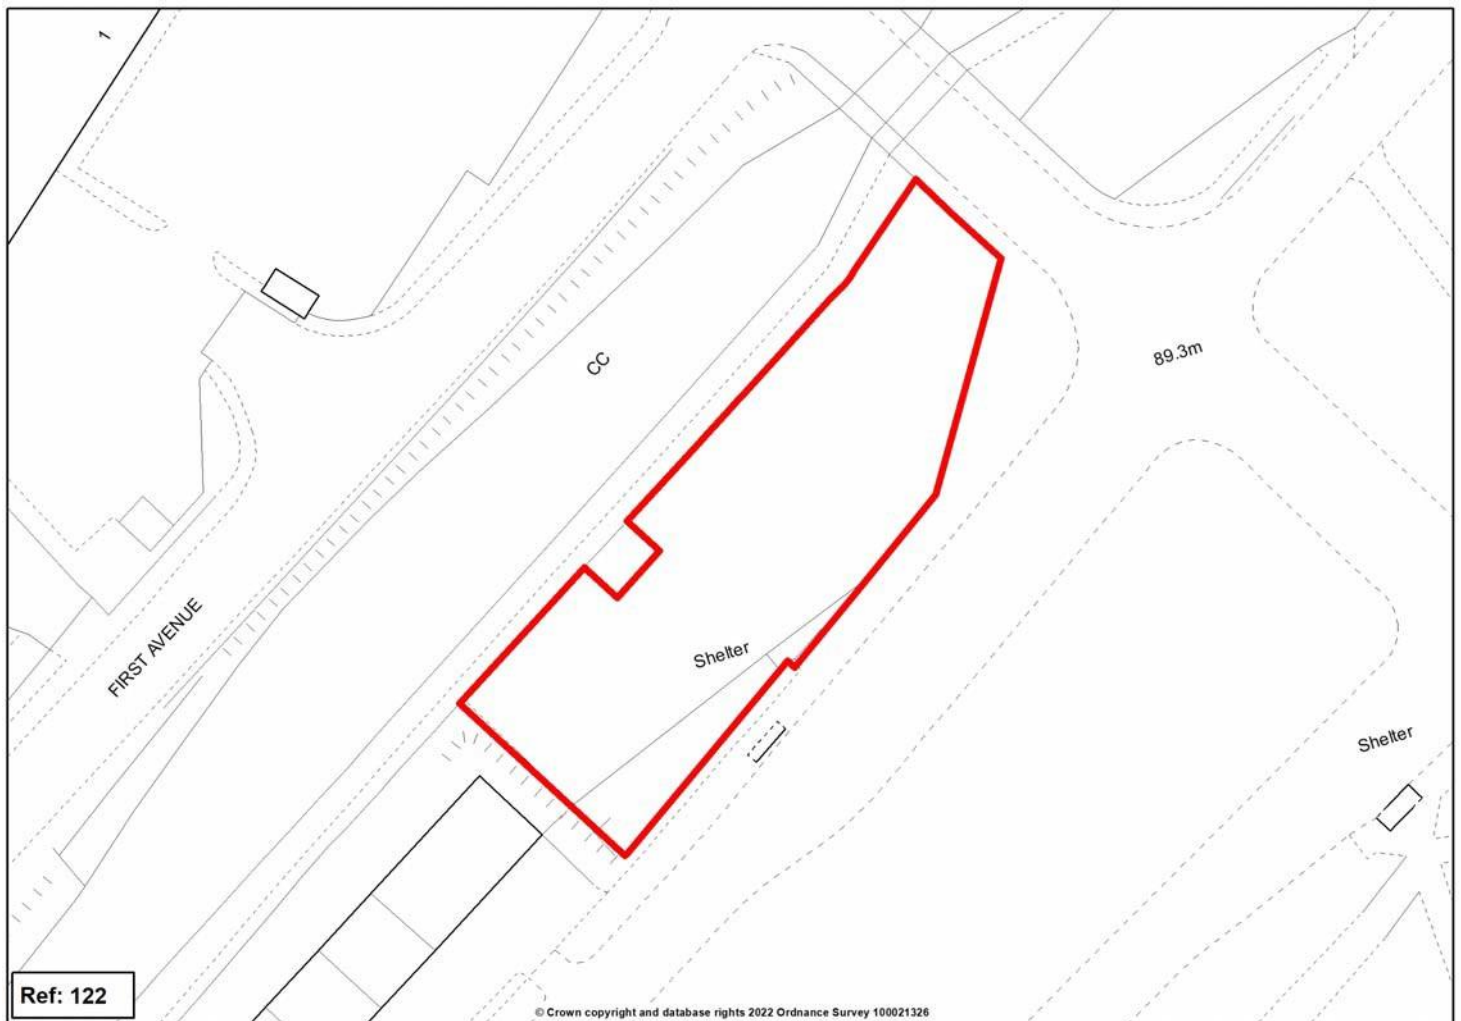 1
CC
89.3m
FIRST AVENUE
Shelter
Shelter
Ref: 122
© Crown copyright and database rights 2022 Ordnance Survey 100021326